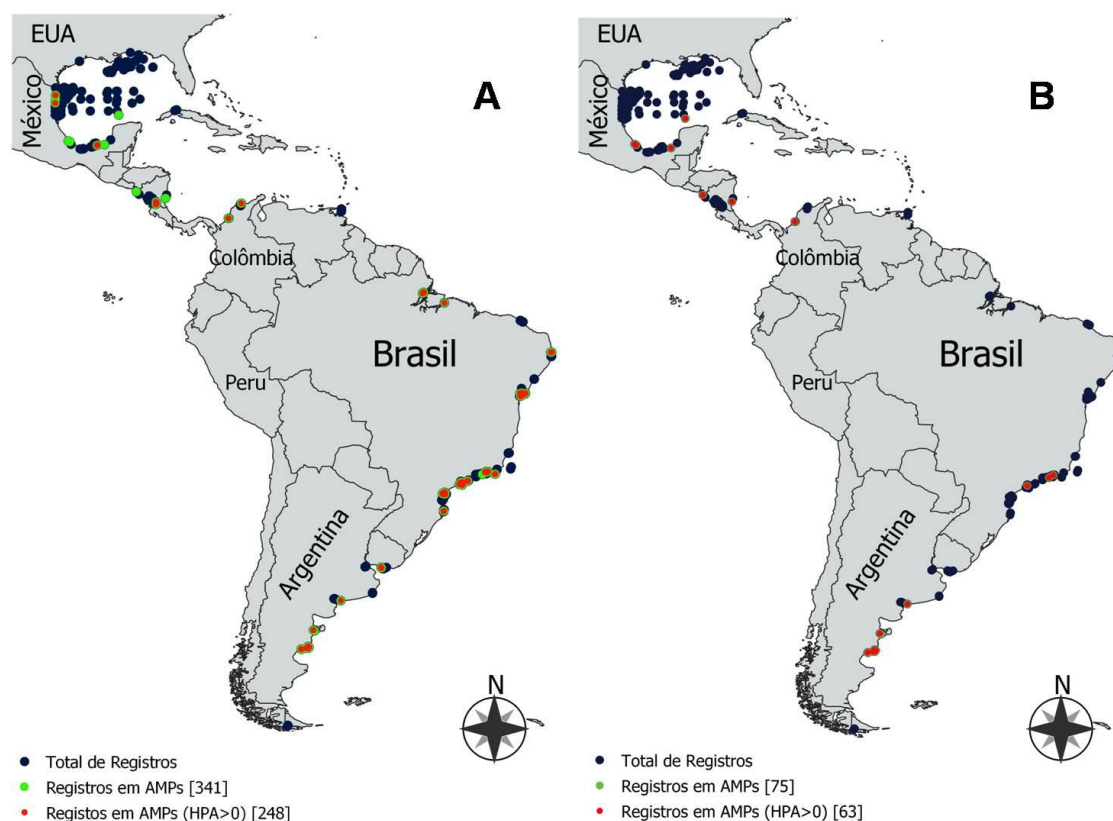 EUA
México
A
Colômbia
Brasil
Peru
Argentina
N
Total de Registros
Registros em AMPs [341]
Registos em AMPs (HPA>0) [248]
EUA
México
B
Colômbia
Brasil
Peru
Argentina
N
Total de Registros
Registros em AMPs [75]
Registros em AMPs (HPA>0) [63]